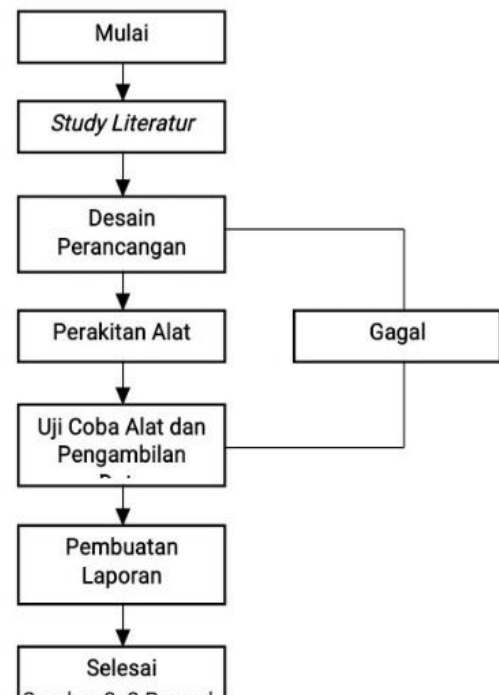 Mulai
Study Literatur
Desain
Perancangan
Perakitan Alat
Gagal
Uji Coba Alat dan
Pengambilan
Pembuatan
Laporan
Selesai